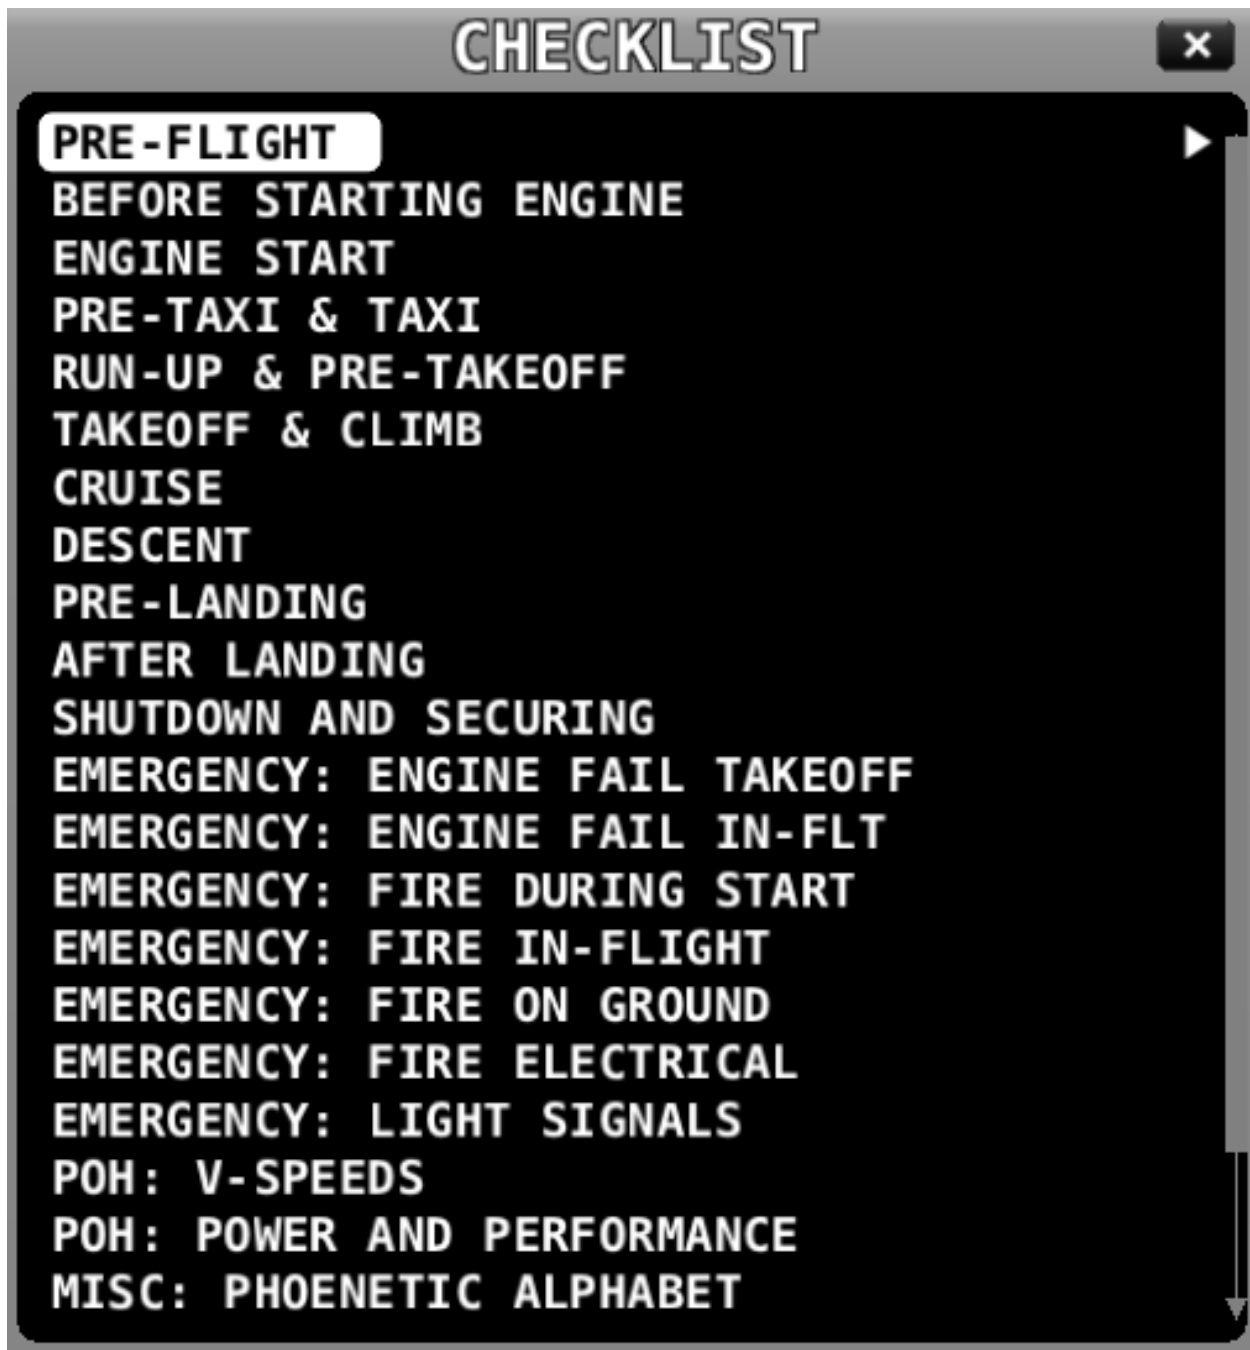 CHECKLIST
PRE-FLIGHT
BEFORE STARTING ENGINE
ENGINE START
PRE-TAXI & TAXI
RUN-UP & PRE-TAKEOFF
TAKEOFF & CLIMB
CRUISE
DESCENT
PRE-LANDING
AFTER LANDING
SHUTDOWN AND SECURING
EMERGENCY: ENGINE FAIL TAKEOFF
EMERGENCY: ENGINE FAIL IN-FLT
EMERGENCY: FIRE DURING START
EMERGENCY: FIRE IN-FLIGHT
EMERGENCY: FIRE ON GROUND
EMERGENCY: FIRE ELECTRICAL
EMERGENCY: LIGHT SIGNALS
POH: V-SPEEDS
POH: POWER AND PERFORMANCE
MISC: PHOENETIC ALPHABET